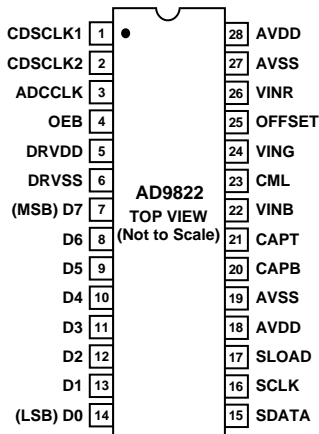 CDSCLK1 1 28 AVDD
CDSCLK2 2 27 AVSS
ADCCLK 3 26 VINR
OEB 4 25 OFFSET
DRVDD 5 24 VING
DRVSS 6 23 CML
(MSB) D7 7 22 VINB
D6 8 21 CAPT
D5 9 20 CAPB
D4 10 19 AVSS
D3 11 18 AVDD
D2 12 17 SLOAD
D1 13 16 SCLK
(LSB) D0 14 15 SDATA
AD9822
TOP VIEW
(Not to Scale)